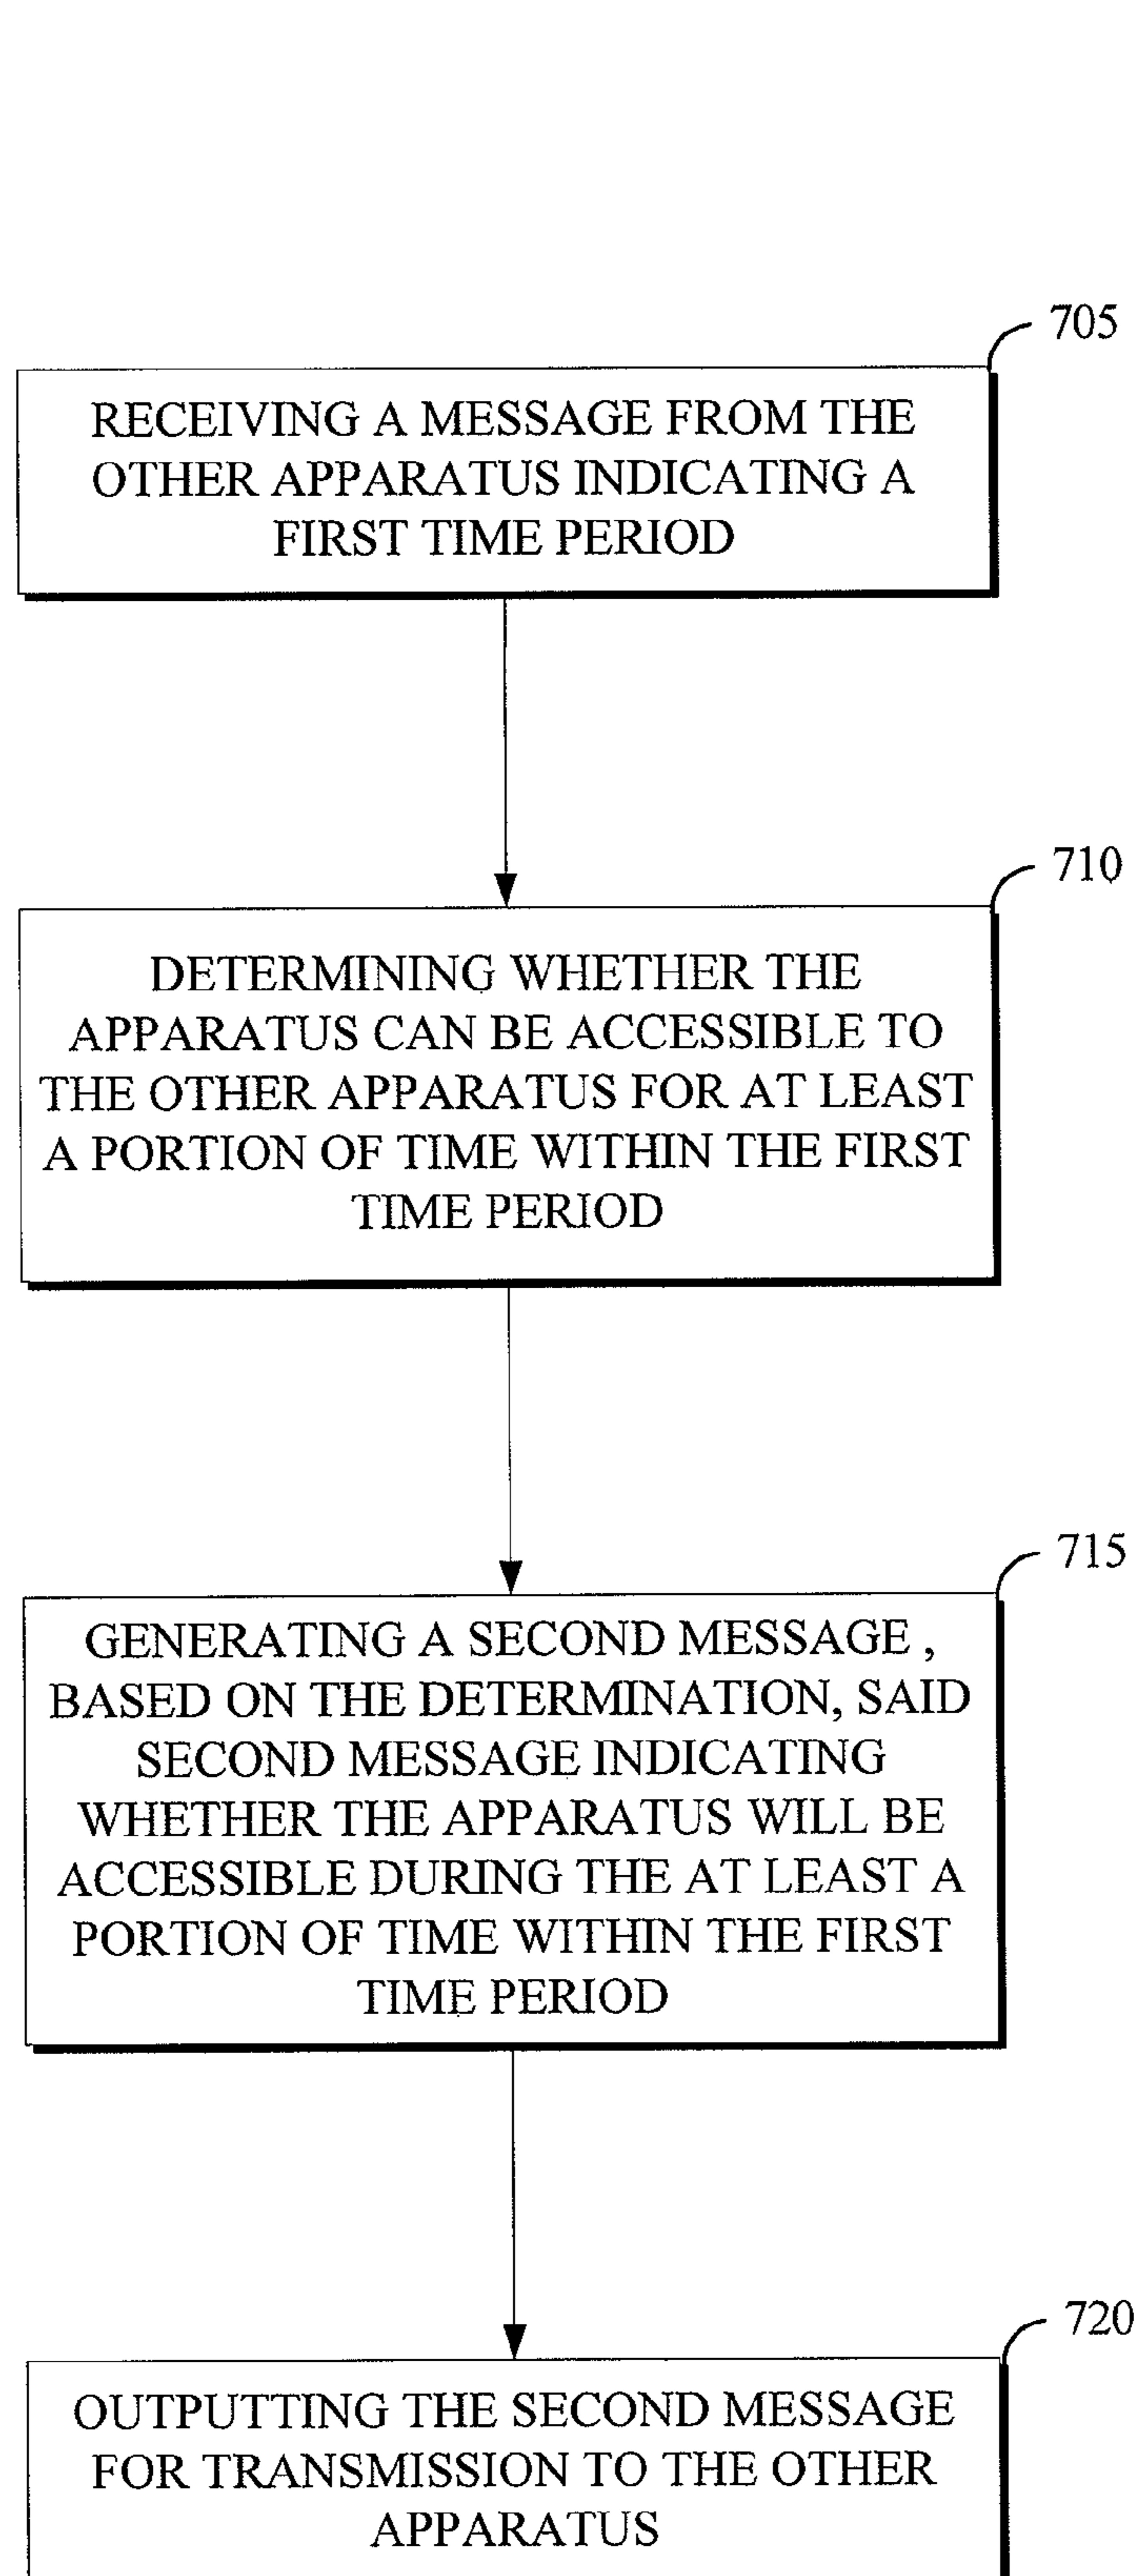 705
RECEIVING A MESSAGE FROM THE
OTHER APPARATUS INDICATING A
FIRST TIME PERIOD
710
DETERMINING WHETHER THE
APPARATUS CAN BE ACCESSIBLE TO
THE OTHER APPARATUS FOR AT LEAST
A PORTION OF TIME WITHIN THE FIRST
TIME PERIOD
715
GENERATING A SECOND MESSAGE ,
BASED ON THE DETERMINATION, SAID
SECOND MESSAGE INDICATING
WHETHER THE APPARATUS WILL BE
ACCESSIBLE DURING THE AT LEAST A
PORTION OF TIME WITHIN THE FIRST
TIME PERIOD
720
OUTPUTTING THE SECOND MESSAGE
FOR TRANSMISSION TO THE OTHER
APPARATUS